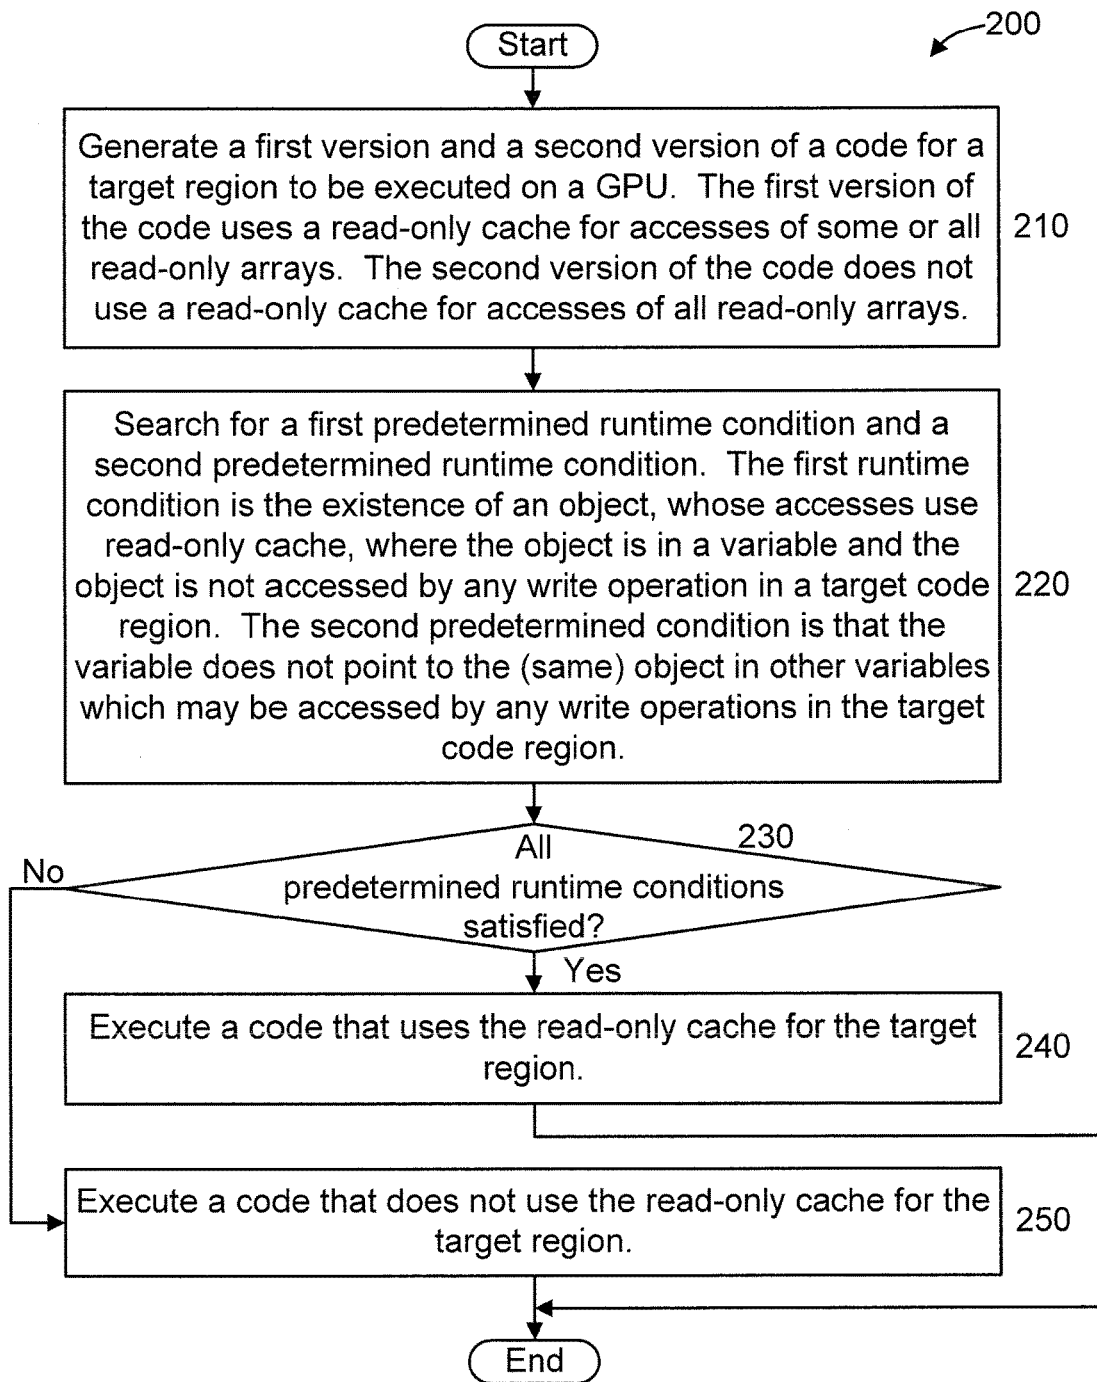 200
Start
Generate a first version and a second version of a code for a
target region to be executed on a GPU. The first version of
the code uses a read-only cache for accesses of some or all
read-only arrays. The second version of the code does not
use a read-only cache for accesses of all read-only arrays.
210
Search for a first predetermined runtime condition and a
second predetermined runtime condition. The first runtime
condition is the existence of an object, whose accesses use
read-only cache, where the object is in a variable and the
object is not accessed by any write operation in a target code
region. The second predetermined condition is that the
variable does not point to the (same) object in other variables
which may be accessed by any write operations in the target
code region.
220
All
predetermined runtime conditions
satisfied?
230
No
Yes
Execute a code that uses the read-only cache for the target
region.
240
Execute a code that does not use the read-only cache for the
target region.
250
End